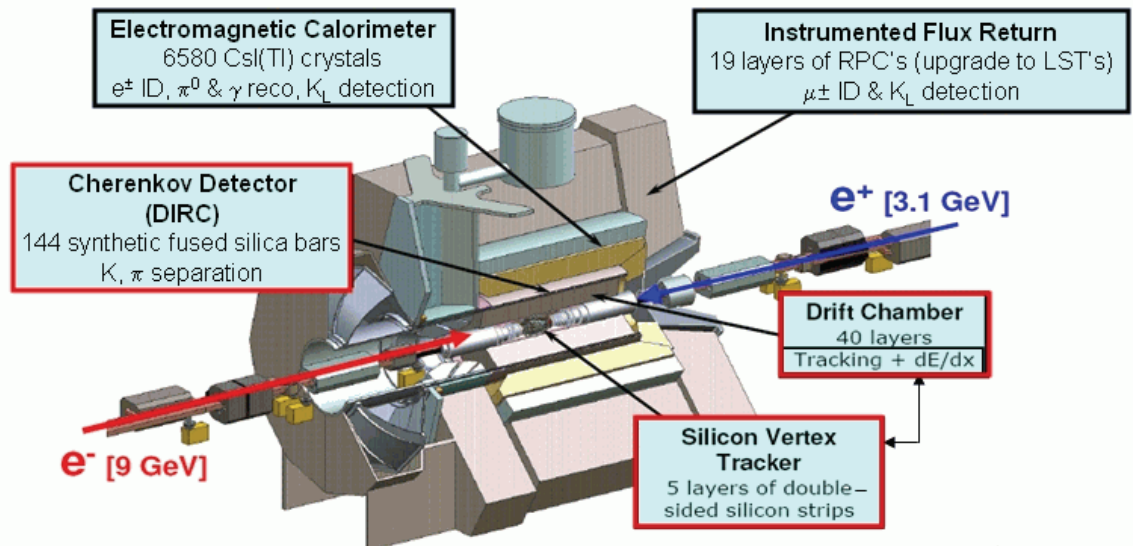 Electromagnetic Calorimeter
6580 CsI(Tl) crystals
e± ID, π⁰ & γ reco, K_L detection
Instrumented Flux Return
19 layers of RPC's (upgrade to LST's)
μ± ID & K_L detection
Cherenkov Detector
(DIRC)
144 synthetic fused silica bars
K, π separation
e⁺ [3.1 GeV]
Drift Chamber
40 layers
Tracking + dE/dx
e⁻ [9 GeV]
Silicon Vertex
Tracker
5 layers of double-
sided silicon strips